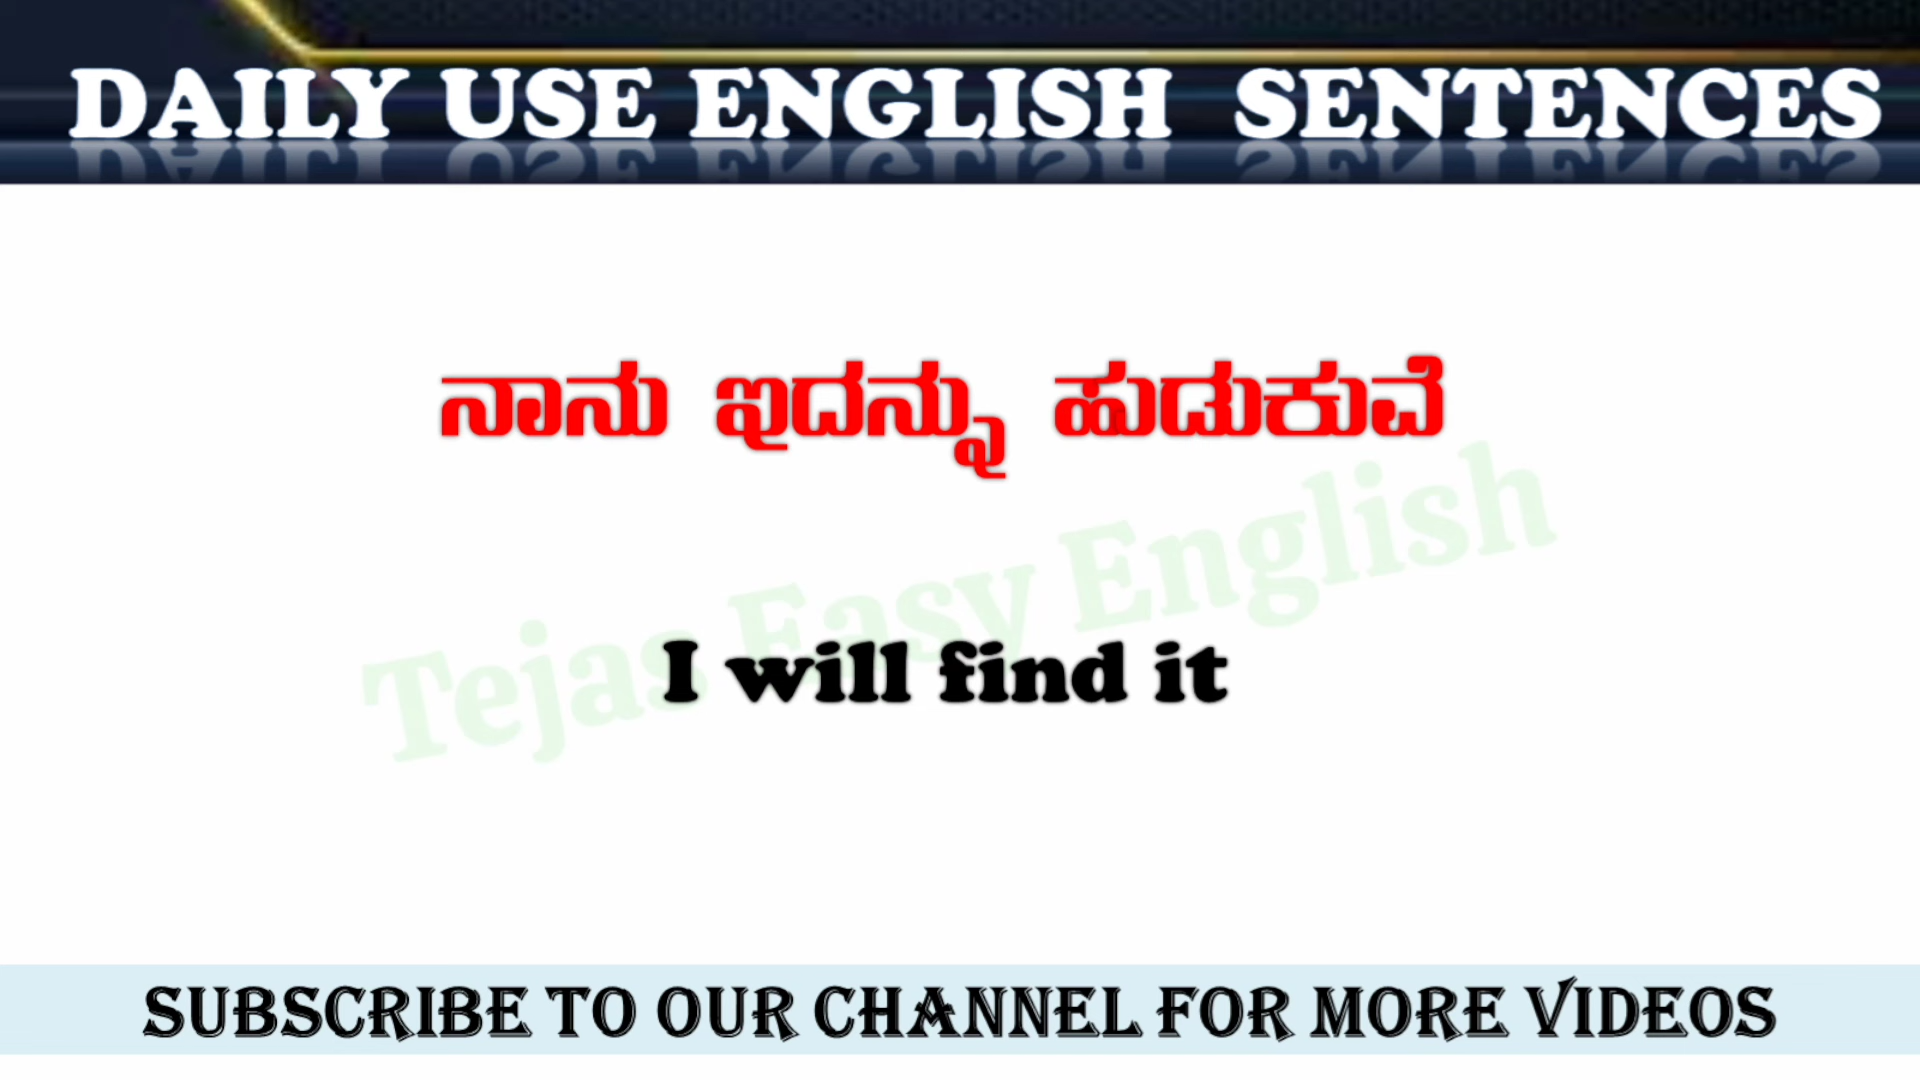 DAILY USE ENGLISH SENTENCES
ನಾನು ಇದನ್ನು ಹುಡುಕುವೆ
Tejas Easy English
I will find it
SUBSCRIBE TO OUR CHANNEL FOR MORE VIDEOS